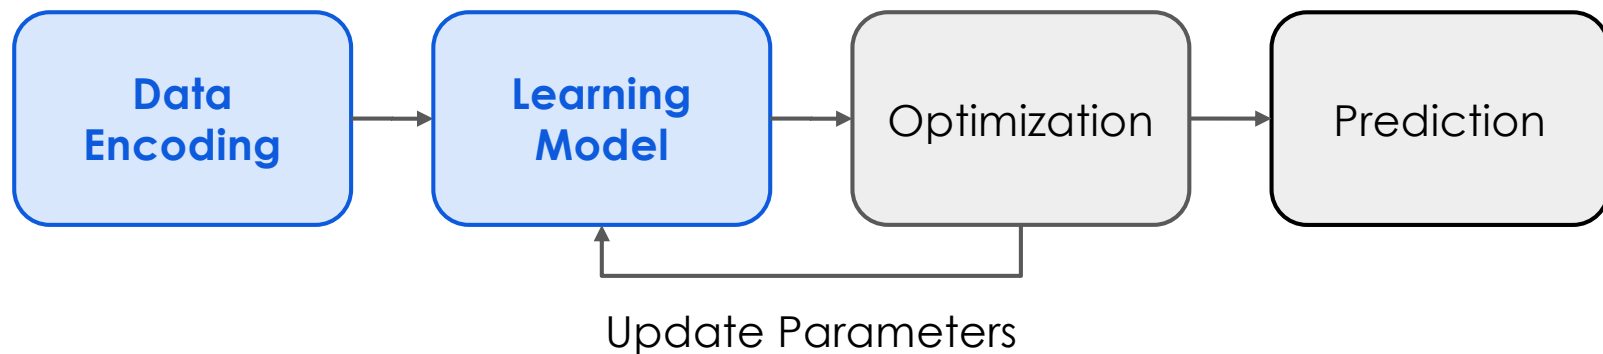 Data
Encoding
Learning
Model
Optimization
Prediction
Update Parameters